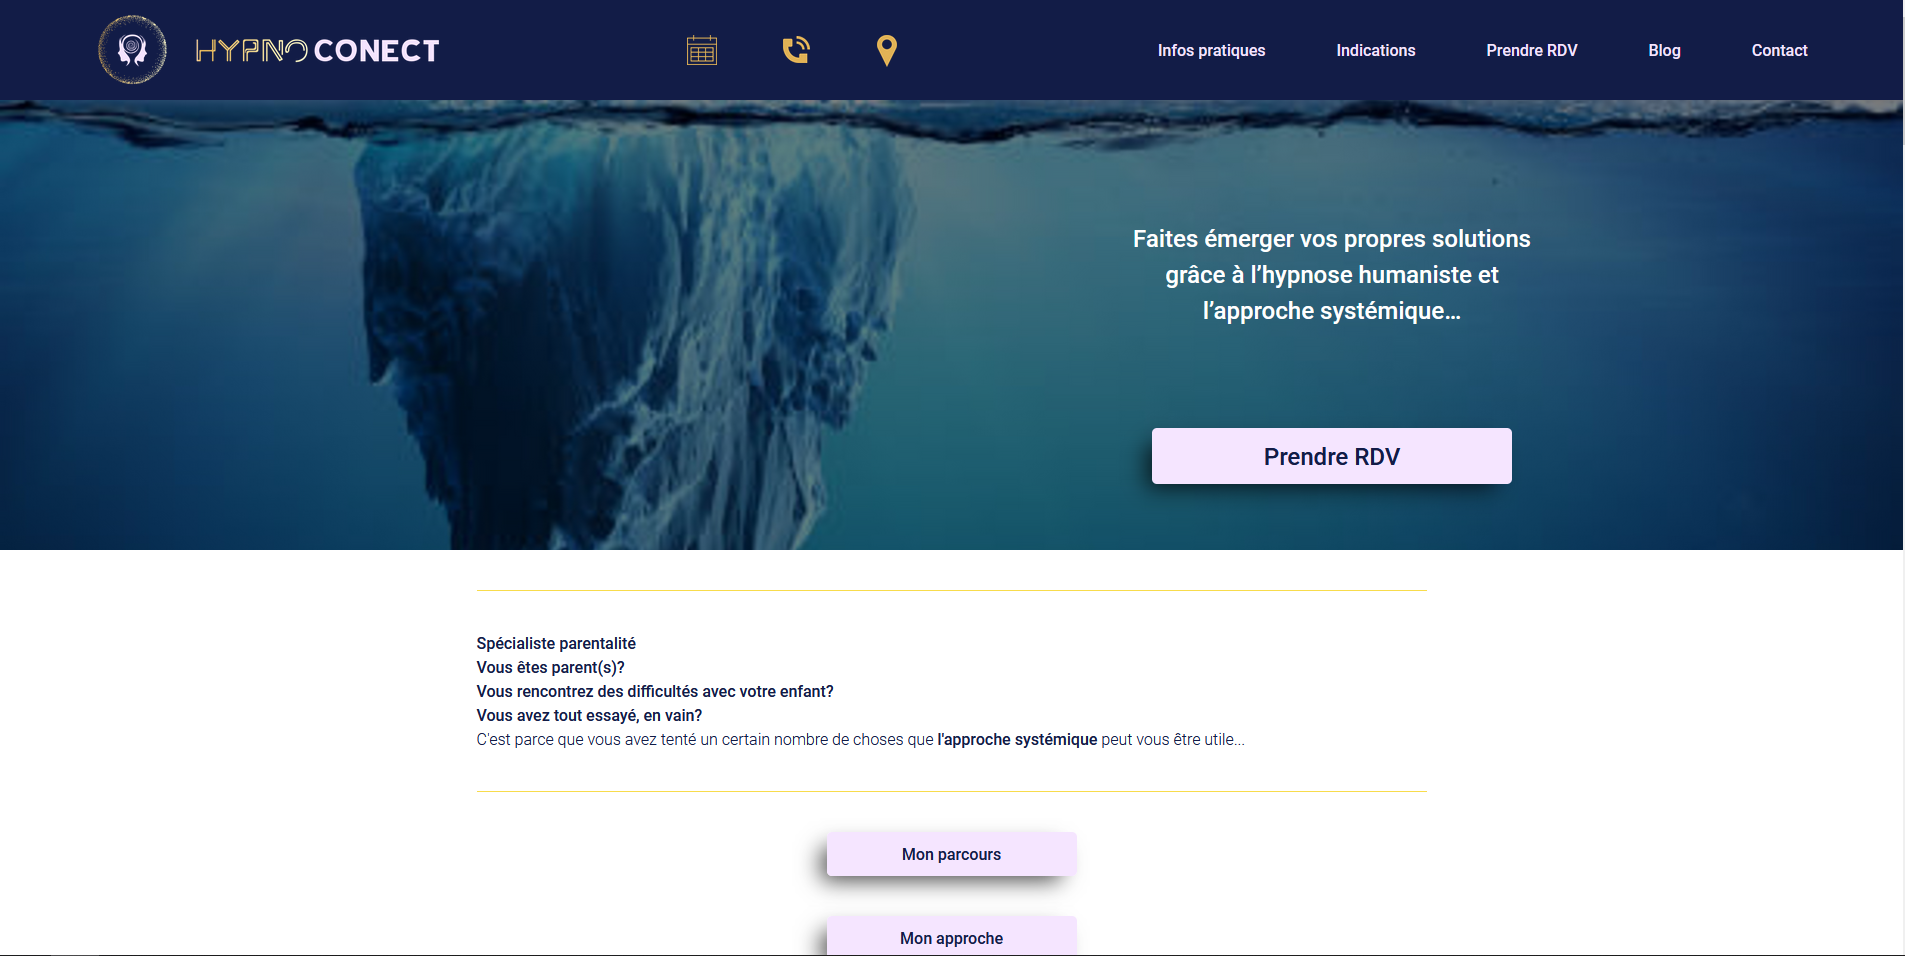 HYPNOCONECT
Infos pratiques
Indications
Prendre RDV
Blog
Contact
Faites émerger vos propres solutions
grâce à l’hypnose humaniste et
l’approche systémique…
Prendre RDV
Spécialiste parentalité
Vous êtes parent(s)?
Vous rencontrez des difficultés avec votre enfant?
Vous avez tout essayé, en vain?
C'est parce que vous avez tenté un certain nombre de choses que l'approche systémique peut vous être utile...
Mon parcours
Mon approche